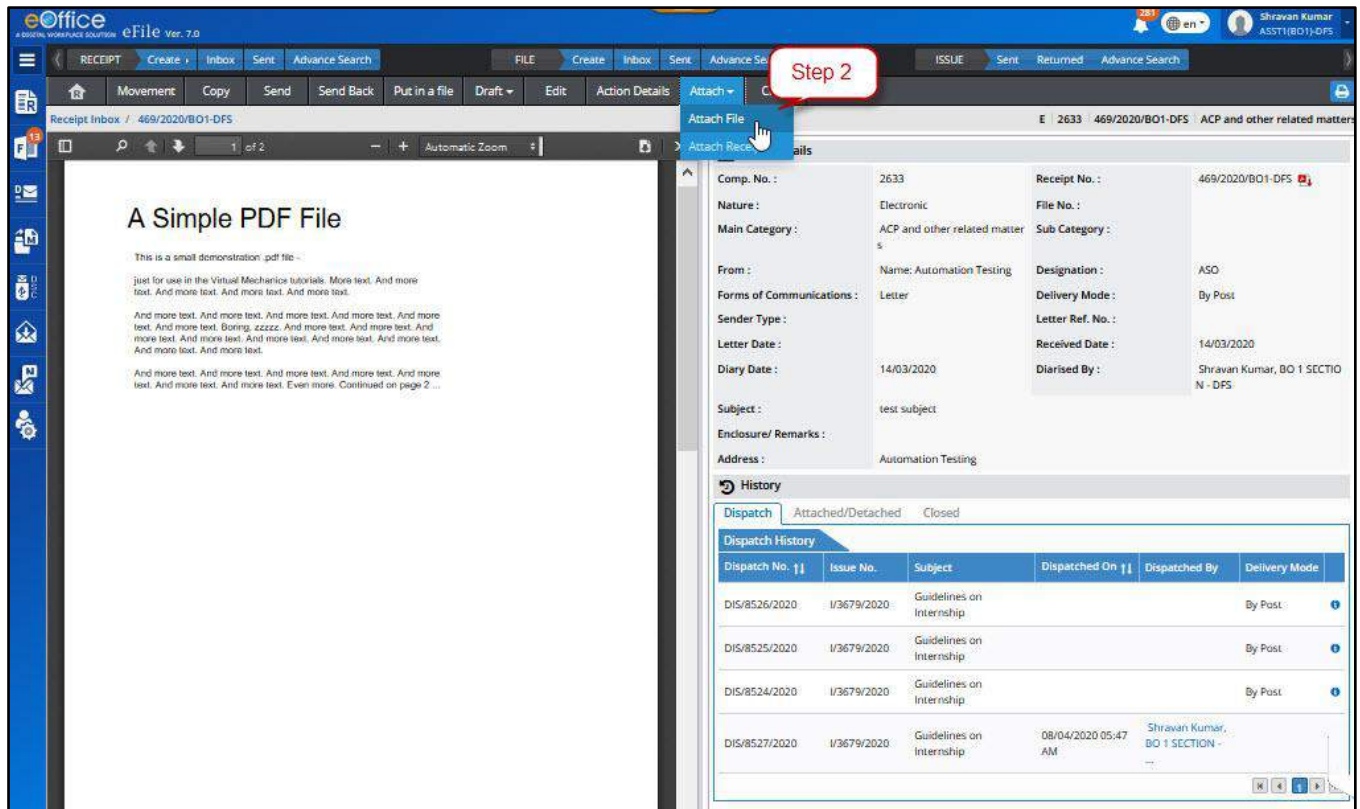 eOffice
A DIGITAL WORKPLACE SOLUTION eFile Ver. 7.0
281
en
Shravan Kumar
ASST1(BO1)-DFS
RECEIPT Create Inbox Sent Advance Search FILE Create Inbox Sent Advance ISSUE Sent Returned Advance Search
Step 2
R Movement Copy Send Send Back Put in a file Draft Edit Action Details Attach
Receipt Inbox / 469/2020/BO1-DFS
Attach File
Attach
E 2633 469/2020/BO1-DFS ACP and other related matters
13
1 of 2 Automatic Zoom
ails
A Simple PDF File
This is a small demonstration .pdf file -
just for use in the Virtual Mechanics tutorials. More text. And more
text. And more text. And more text. And more text.
And more text. And more text. And more text. And more text. And more
text. And more text. Boring, zzzzz. And more text. And more text. And
more text. And more text. And more text. And more text. And more text.
And more text. And more text.
And more text. And more text. And more text. And more text. And more
text. And more text. And more text. Even more. Continued on page 2 ...
Comp. No. : 2633 Receipt No. : 469/2020/BO1-DFS
Nature : Electronic File No. :
Main Category : ACP and other related matter Sub Category :
s
From : Name: Automation Testing Designation : ASO
Forms of Communications : Letter Delivery Mode : By Post
Sender Type : Letter Ref. No. :
Letter Date : Received Date : 14/03/2020
Diary Date : 14/03/2020 Diarised By : Shravan Kumar, BO 1 SECTIO
N - DFS
Subject : test subject
Enclosure/ Remarks :
Address : Automation Testing
History
Dispatch Attached/Detached Closed
Dispatch History
Dispatch No. Issue No. Subject Dispatched On Dispatched By Delivery Mode
DIS/8526/2020 I/3679/2020 Guidelines on
Internship By Post
DIS/8525/2020 I/3679/2020 Guidelines on
Internship By Post
DIS/8524/2020 I/3679/2020 Guidelines on
Internship By Post
DIS/8527/2020 I/3679/2020 Guidelines on
Internship 08/04/2020 05:47
AM Shravan Kumar,
BO 1 SECTION -
...
1